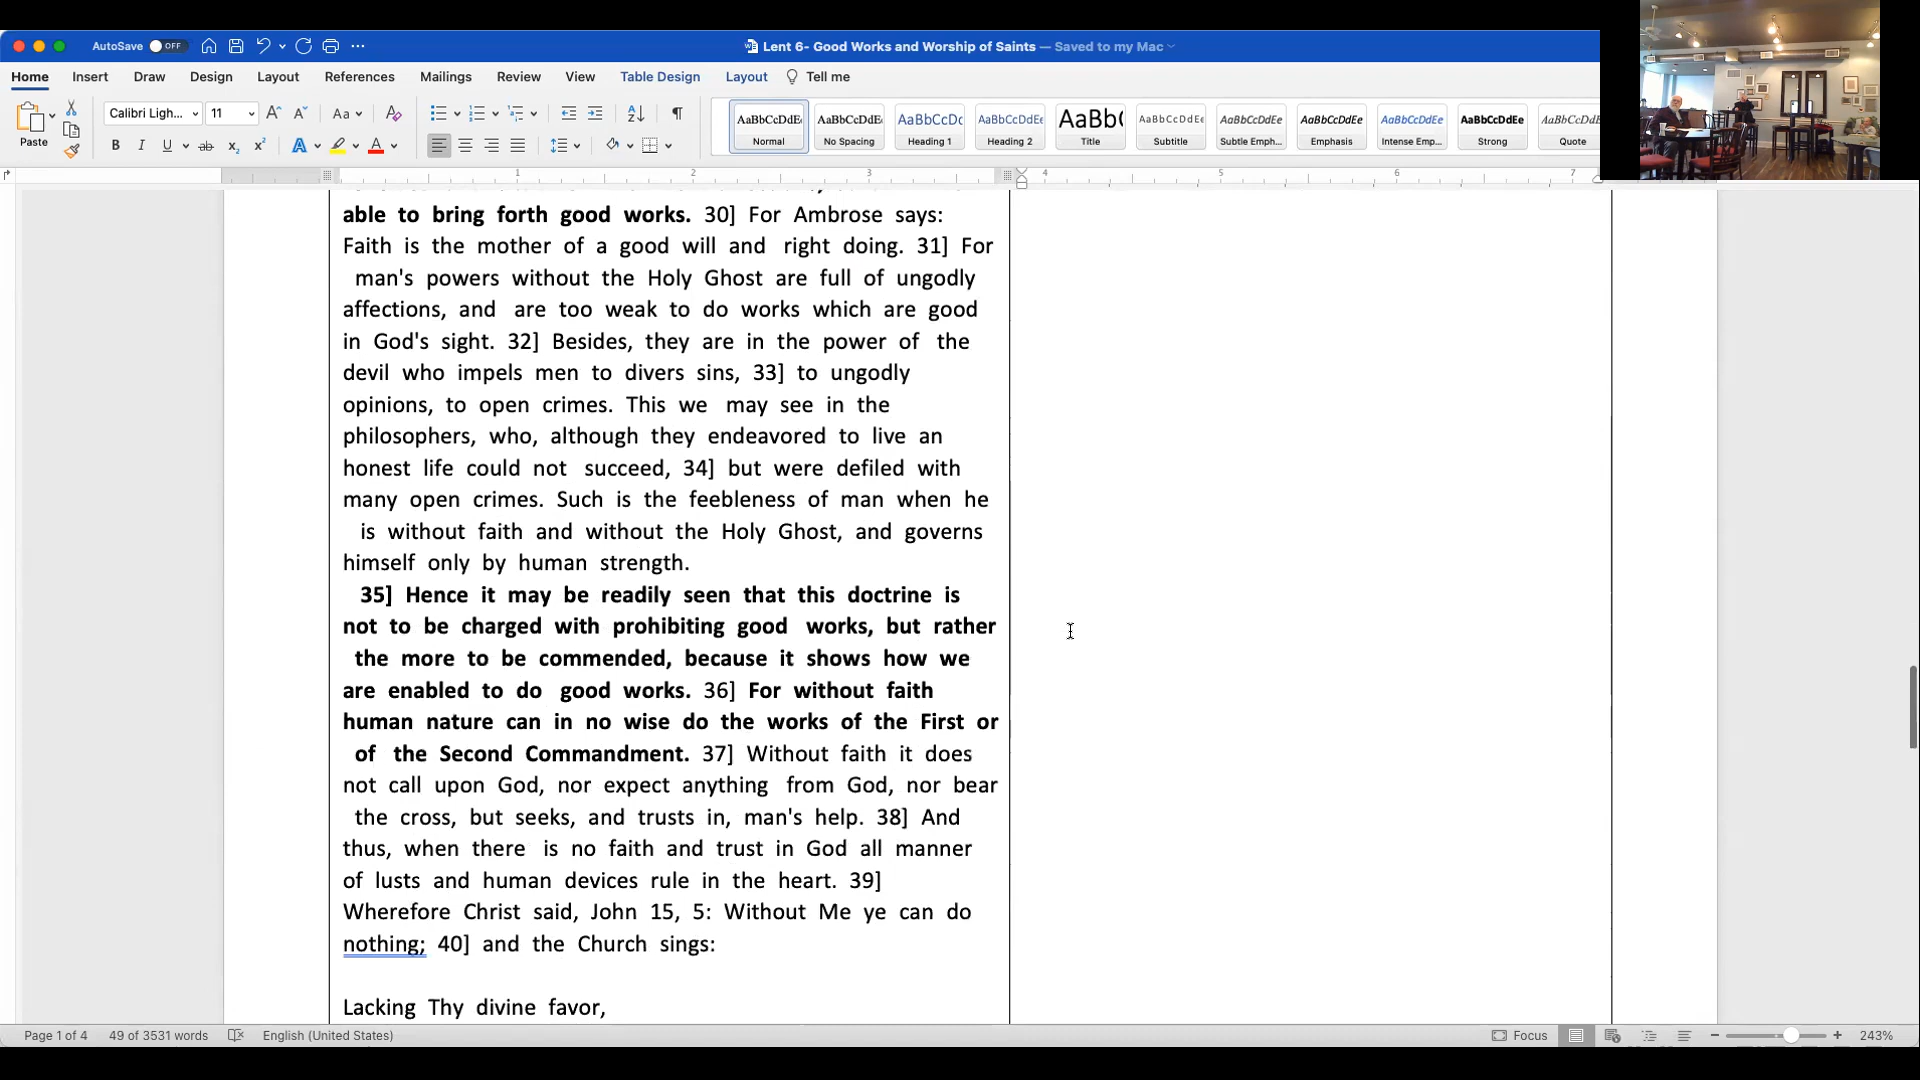 AutoSave OFF
Lent 6- Good Works and Worship of Saints — Saved to my Mac
Home Insert Draw Design Layout References Mailings Review View Table Design Layout Tell me
Paste
Calibri Ligh... 11
AaBbCcDdE Normal
AaBbCcDdE No Spacing
AaBbCcDc Heading 1
AaBbCcDdE Heading 2
AaBb( Title
AaBbCcDdEe Subtitle
AaBbCcDdEe Subtle Emph...
AaBbCcDdEe Emphasis
AaBbCcDdEe Intense Emp...
AaBbCcDdEe Strong
AaBbCcDdEe Quote
1 2 3 4 5 6 7
able to bring forth good works. 30] For Ambrose says:
Faith is the mother of a good will and right doing. 31] For
man's powers without the Holy Ghost are full of ungodly
affections, and are too weak to do works which are good
in God's sight. 32] Besides, they are in the power of the
devil who impels men to divers sins, 33] to ungodly
opinions, to open crimes. This we may see in the
philosophers, who, although they endeavored to live an
honest life could not succeed, 34] but were defiled with
many open crimes. Such is the feebleness of man when he
is without faith and without the Holy Ghost, and governs
himself only by human strength.
35] Hence it may be readily seen that this doctrine is
not to be charged with prohibiting good works, but rather
the more to be commended, because it shows how we
are enabled to do good works. 36] For without faith
human nature can in no wise do the works of the First or
of the Second Commandment. 37] Without faith it does
not call upon God, nor expect anything from God, nor bear
the cross, but seeks, and trusts in, man's help. 38] And
thus, when there is no faith and trust in God all manner
of lusts and human devices rule in the heart. 39]
Wherefore Christ said, John 15, 5: Without Me ye can do
nothing; 40] and the Church sings:
Lacking Thy divine favor,
Page 1 of 4 49 of 3531 words English (United States) Focus 243%